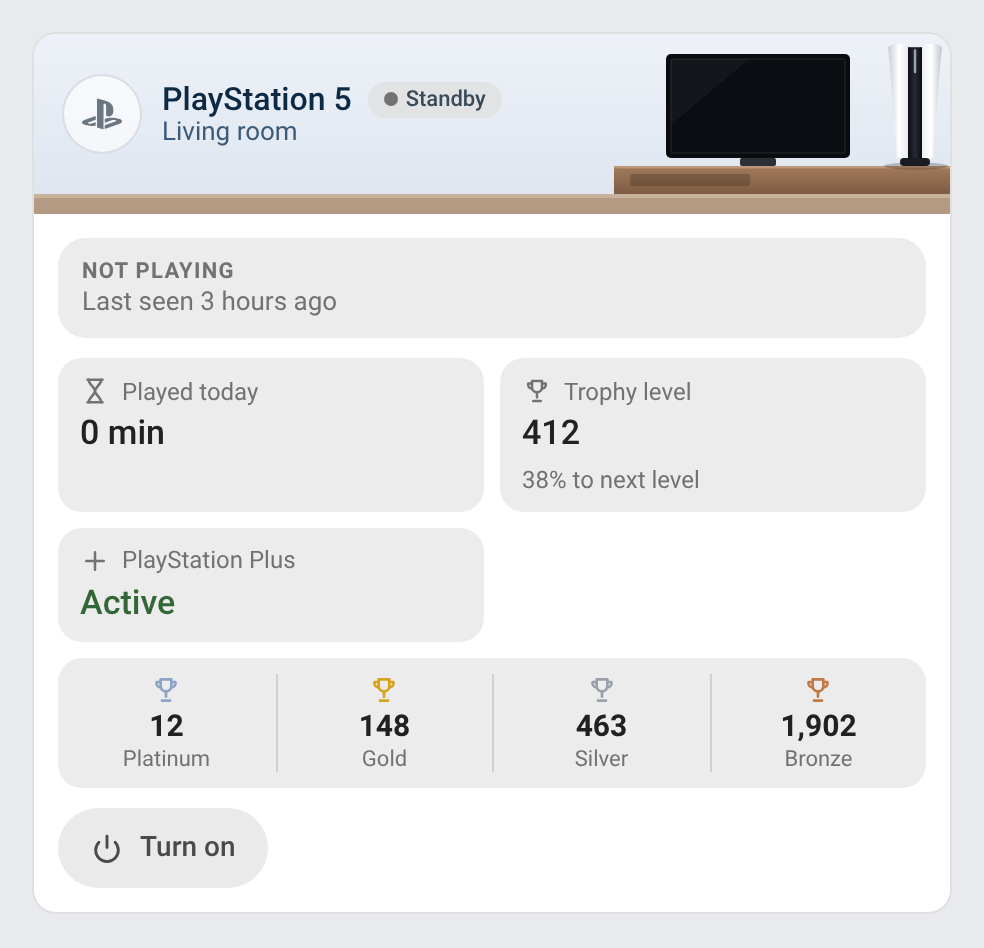 PlayStation 5
Standby
Living room
NOT PLAYING
Last seen 3 hours ago
Played today
0 min
Trophy level
412
38% to next level
PlayStation Plus
Active
12
Platinum
148
Gold
463
Silver
1,902
Bronze
Turn on